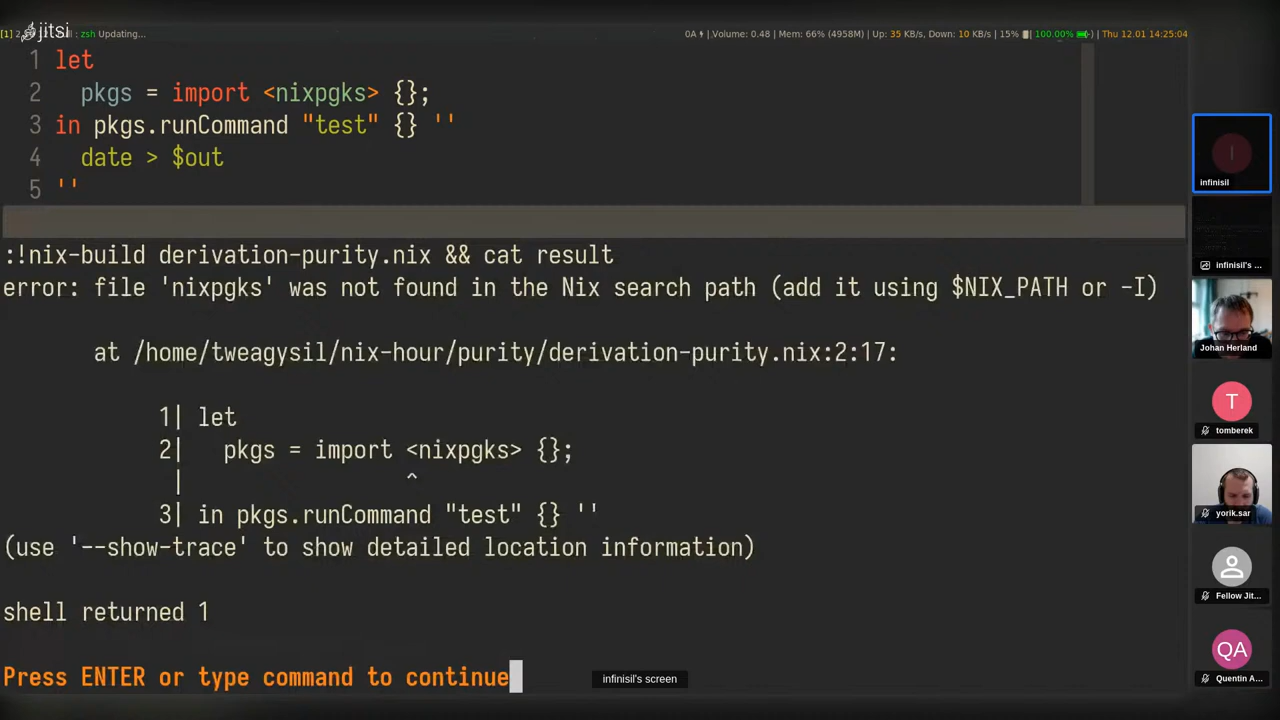 jitsi
zsh Updating...
0A Volume: 0.48 | Mem: 66% (4958M) | Up: 35 KB/s, Down: 10 KB/s | 15% 100.00% | Thu 12.01 14:25:04
1 let
2 pkgs = import <nixpgks> {};
3 in pkgs.runCommand "test" {} ''
4 date > $out
5 ''
:!nix-build derivation-purity.nix && cat result
error: file 'nixpgks' was not found in the Nix search path (add it using $NIX_PATH or -I)
at /home/tweagysil/nix-hour/purity/derivation-purity.nix:2:17:
1| let
2| pkgs = import <nixpgks> {};
| ^
3| in pkgs.runCommand "test" {} ''
(use '--show-trace' to show detailed location information)
shell returned 1
Press ENTER or type command to continue
infinisil's screen
I
infinisil
infinisil's ...
Johan Herland
T
tomberek
yorik.sar
Fellow Jit...
QA
Quentin A...